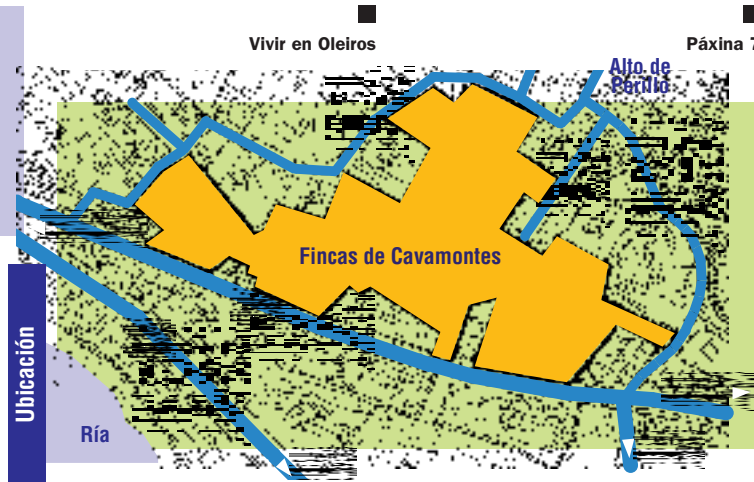 Vivir en Oleiros
Páxina 7
Alto de
Perillo
Fincas de Cavamontes
Ubicación
Ría